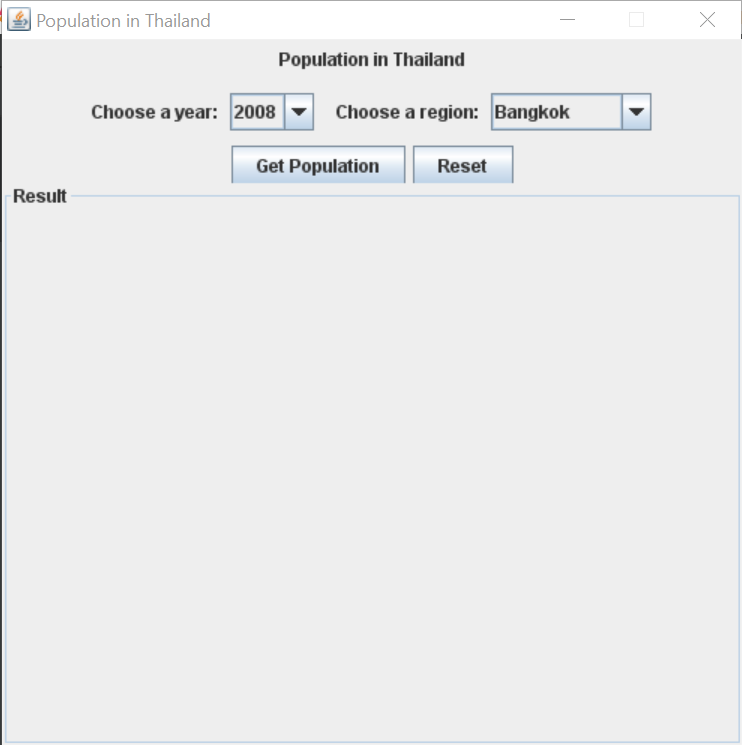 Population in Thailand
Population in Thailand
Choose a year: 2008 Choose a region: Bangkok
Get Population Reset
Result